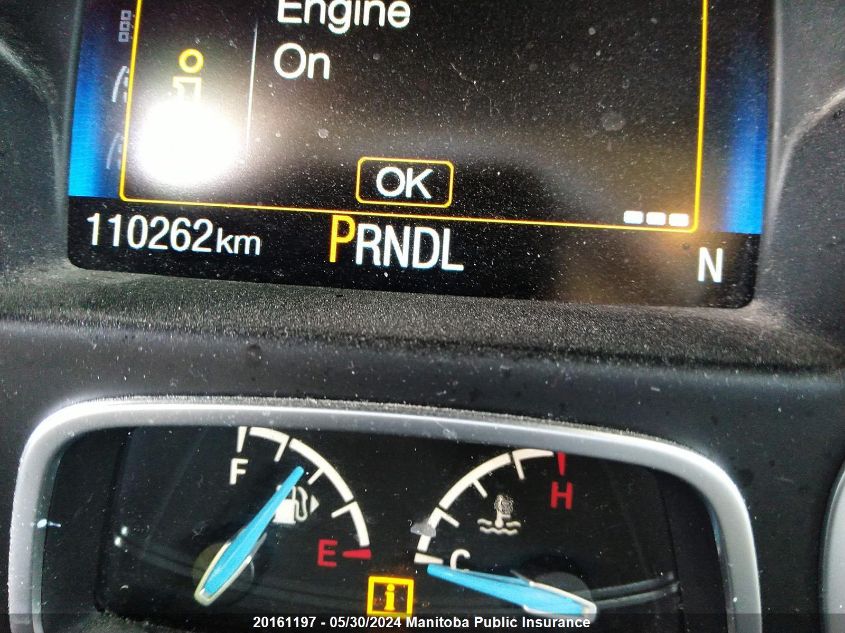 Engine
On
OK
110262km PRNDL N
F
E
C
H
i
20161197 - 05/30/2024 Manitoba Public Insurance